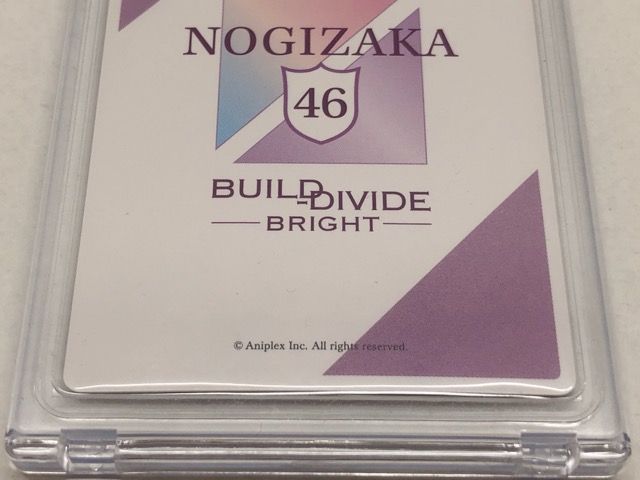 NOGIZAKA
46
BUILD-DIVIDE
BRIGHT
© Aniplex Inc. All rights reserved.